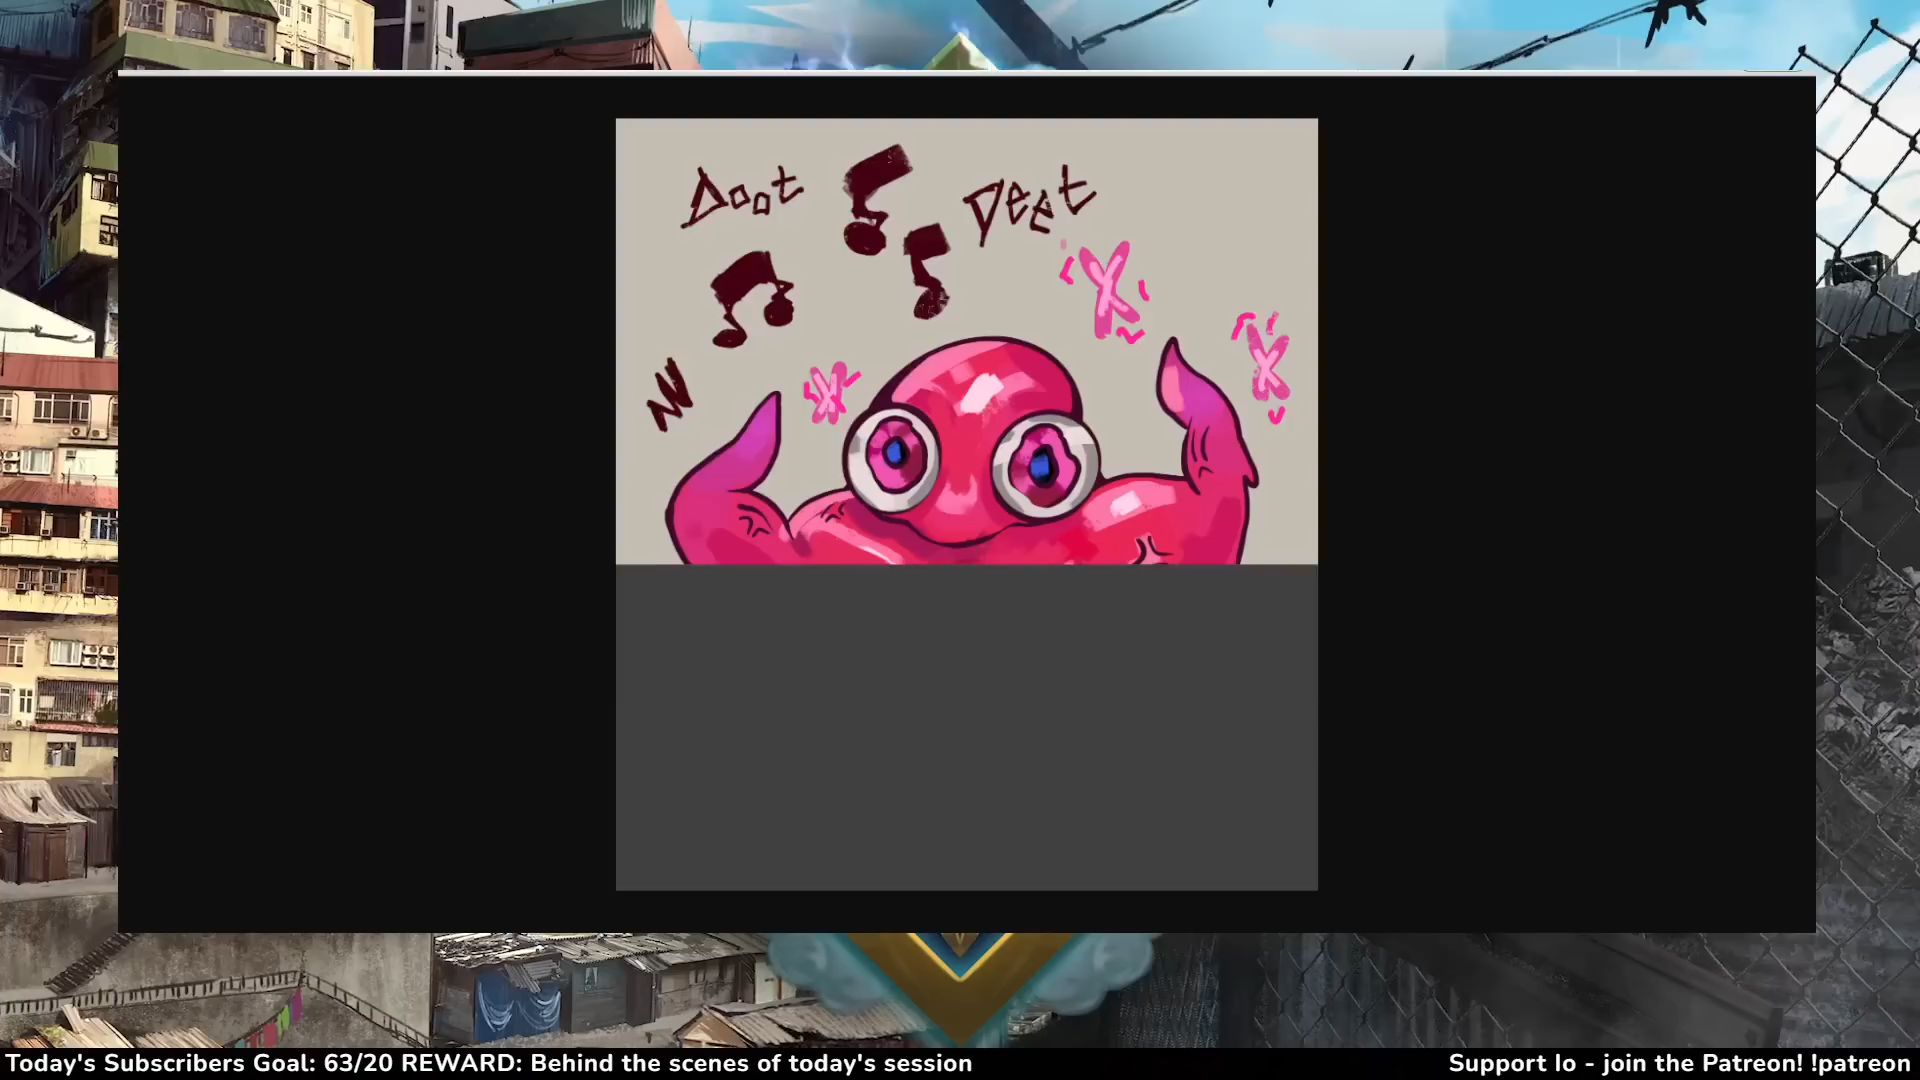 Doot
Deet
Today's Subscribers Goal: 63/20 REWARD: Behind the scenes of today's session
Support Io - join the Patreon! !patreon